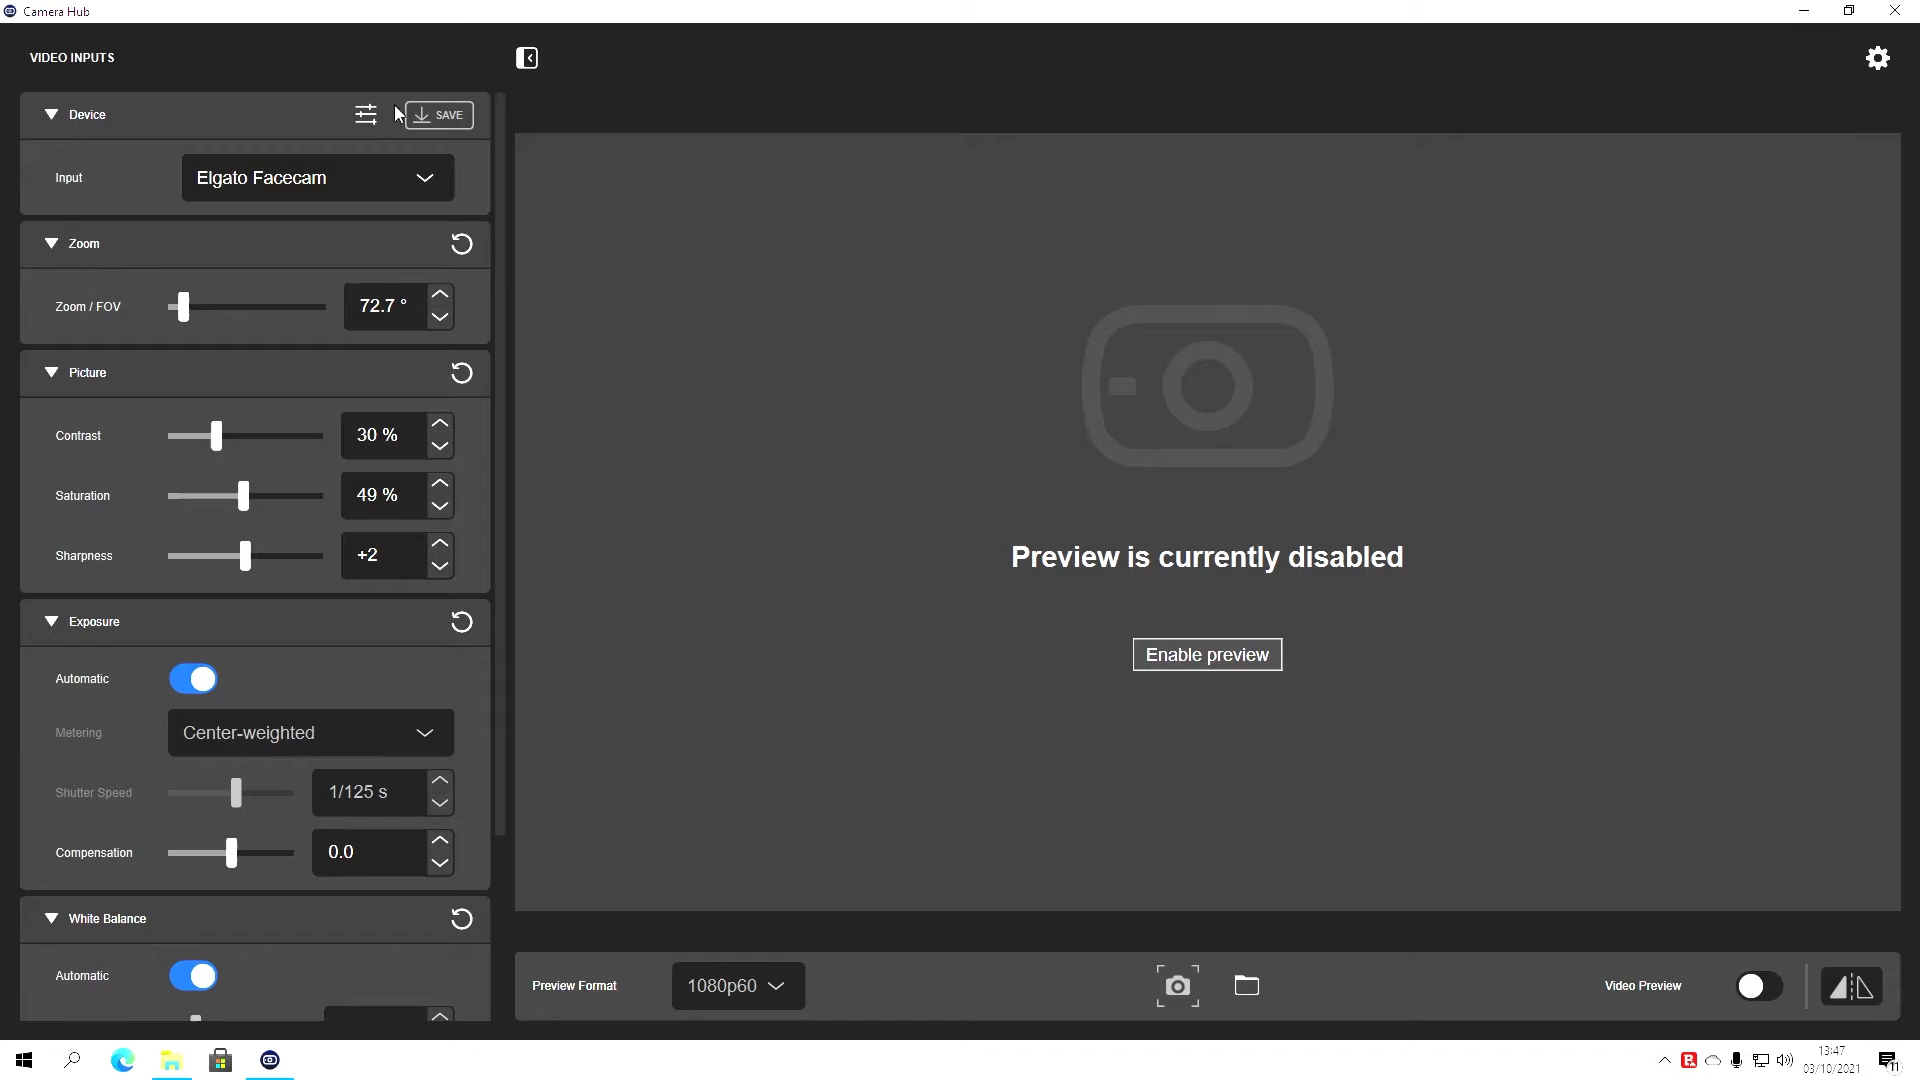 Camera Hub
VIDEO INPUTS
Device
SAVE
Input
Elgato Facecam
Zoom
Zoom / FOV
72.7 °
Picture
Contrast
30 %
Saturation
49 %
Sharpness
+2
Exposure
Automatic
Metering
Center-weighted
Shutter Speed
1/125 s
Compensation
0.0
White Balance
Automatic
Preview is currently disabled
Enable preview
Preview Format
1080p60
Video Preview
B
13:47
03/10/2021
11